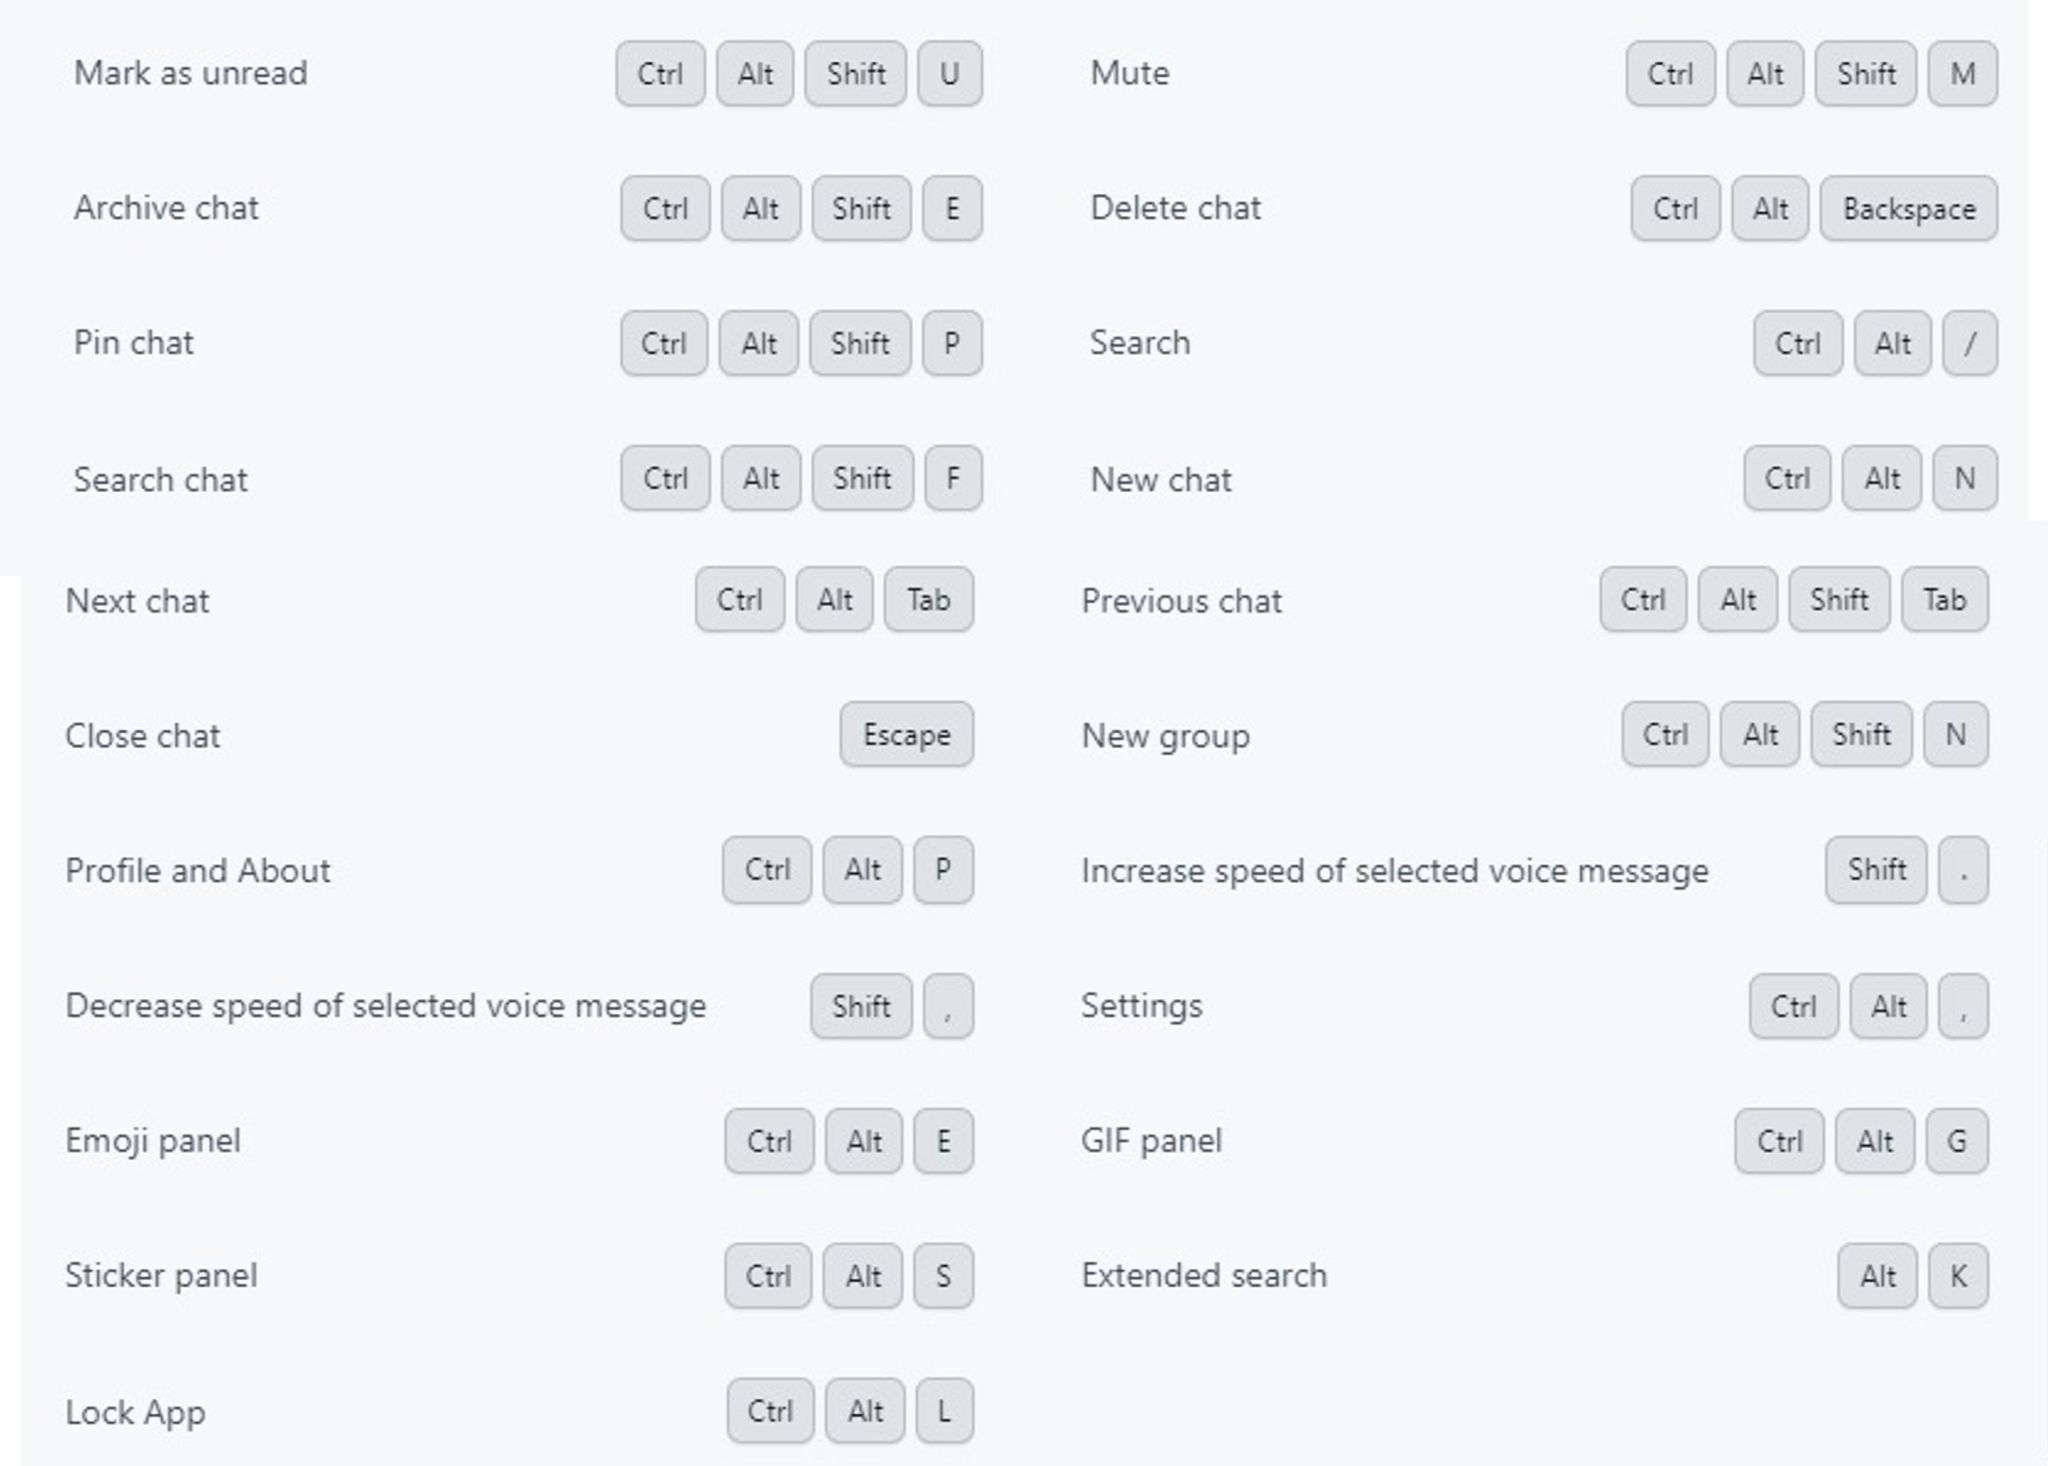 Mark as unread Ctrl Alt Shift U Mute Ctrl Alt Shift M
Archive chat Ctrl Alt Shift E Delete chat Ctrl Alt Backspace
Pin chat Ctrl Alt Shift P Search Ctrl Alt /
Search chat Ctrl Alt Shift F New chat Ctrl Alt N
Next chat Ctrl Alt Tab Previous chat Ctrl Alt Shift Tab
Close chat Escape New group Ctrl Alt Shift N
Profile and About Ctrl Alt P Increase speed of selected voice message Shift .
Decrease speed of selected voice message Shift , Settings Ctrl Alt ,
Emoji panel Ctrl Alt E GIF panel Ctrl Alt G
Sticker panel Ctrl Alt S Extended search Alt K
Lock App Ctrl Alt L